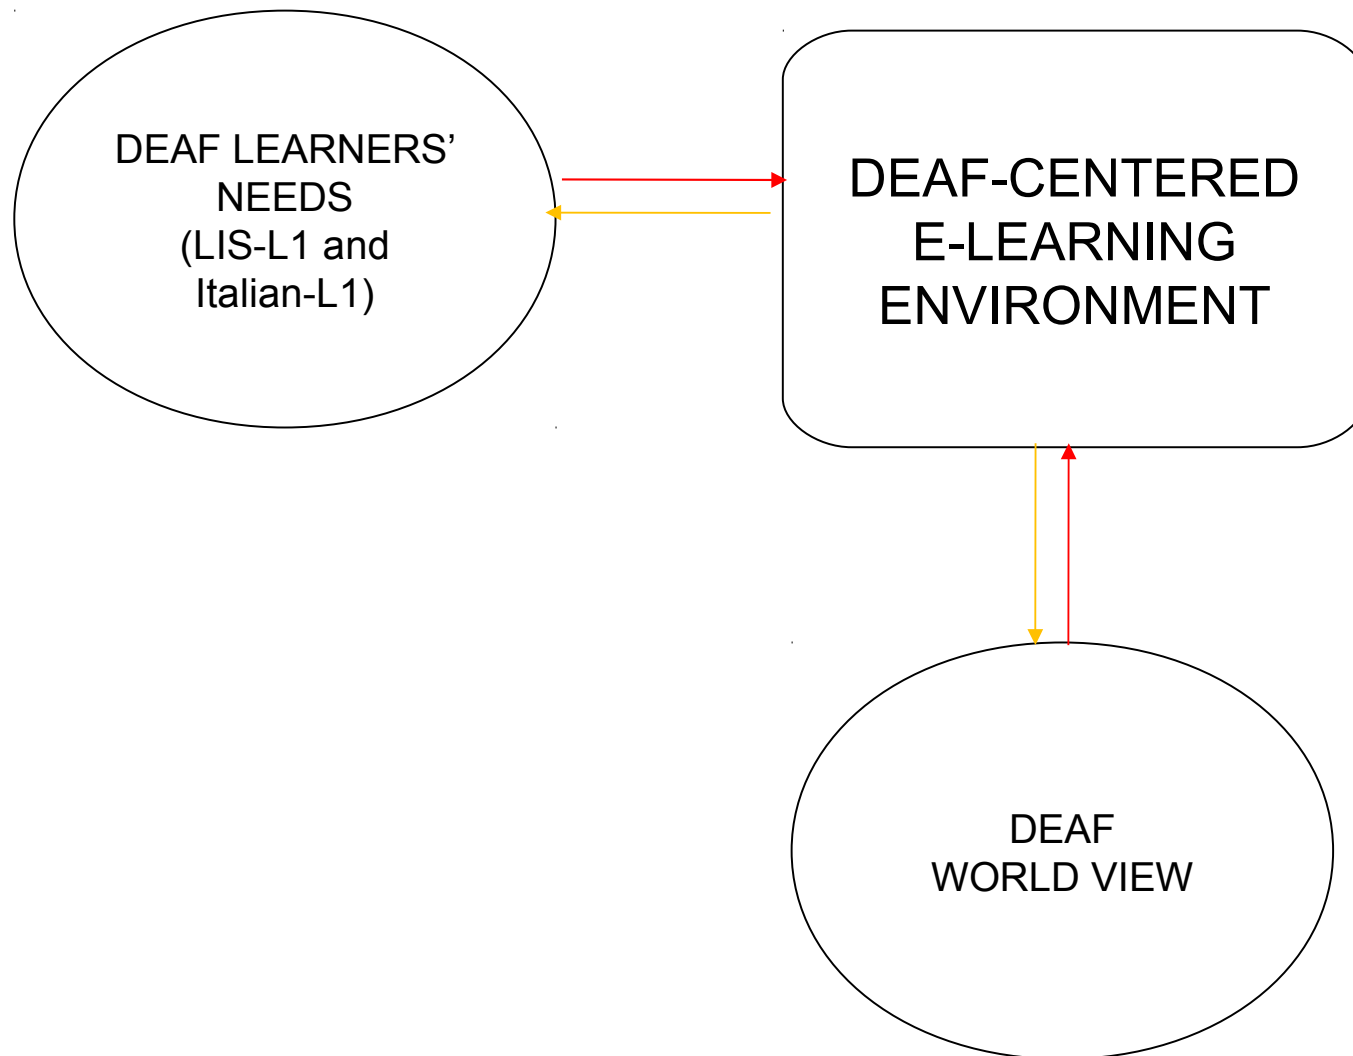 DEAF LEARNERS’
NEEDS
(LIS-L1 and
Italian-L1)
DEAF-CENTERED
E-LEARNING
ENVIRONMENT
DEAF
WORLD VIEW